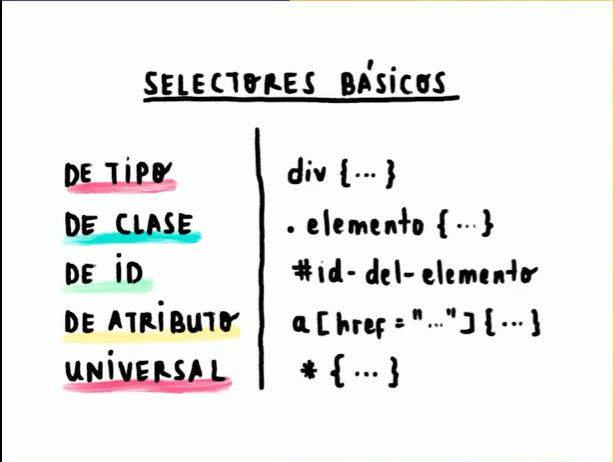 SELECTORES BÁSICOS
DE TIPO div {...}
DE CLASE .elemento {...}
DE ID #id-del-elemento
DE ATRIBUTO a[href="..."]{...}
UNIVERSAL *{...}